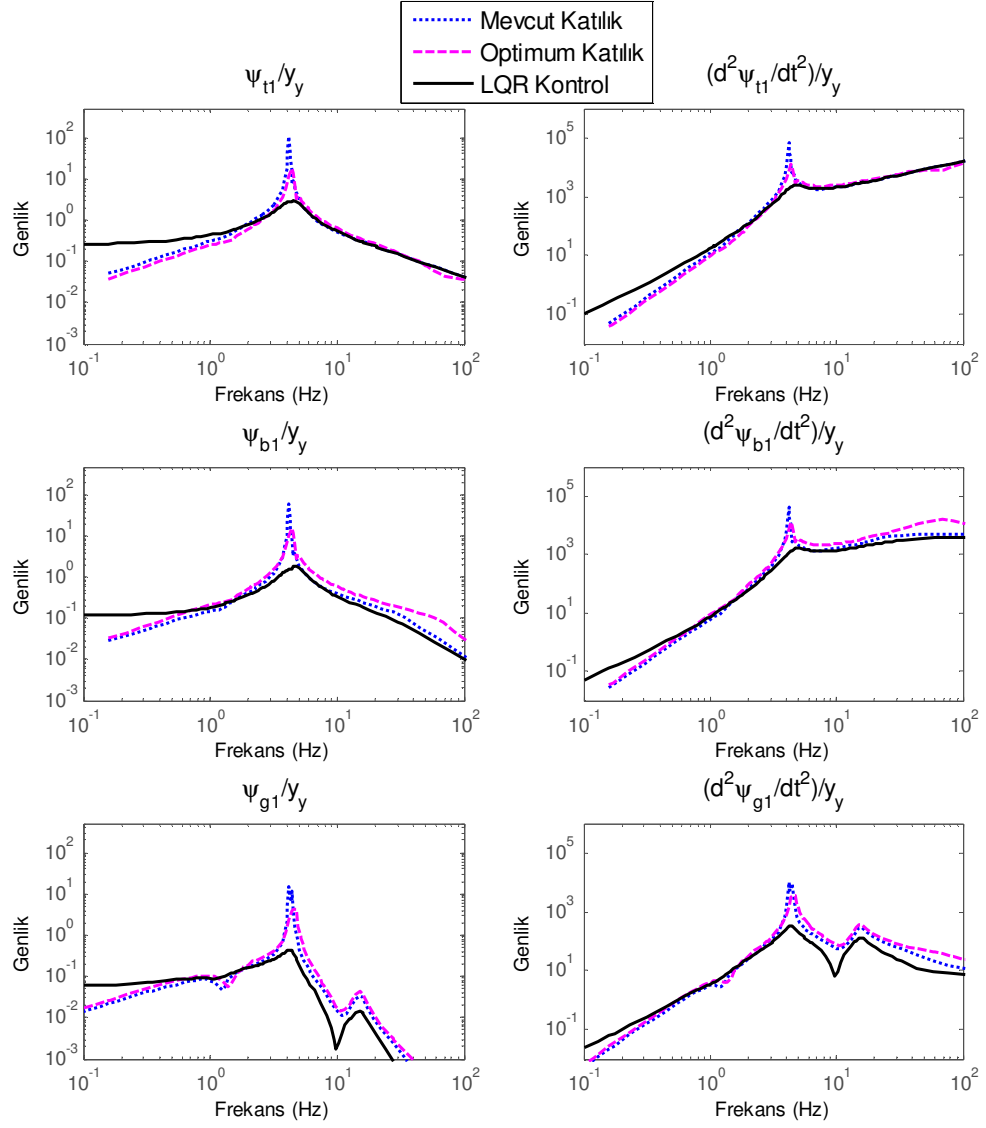 Mevcut Katılık
Optimum Katılık
LQR Kontrol
ψt1/yy
(d²ψt1/dt²)/yy
Genlik
10²
10¹
10⁰
10⁻¹
10⁻²
10⁻³
10⁻¹ 10⁰ 10¹ 10²
Frekans (Hz)
Genlik
10⁵
10³
10¹
10⁻¹
10⁻¹ 10⁰ 10¹ 10²
Frekans (Hz)
ψb1/yy
(d²ψb1/dt²)/yy
Genlik
10²
10¹
10⁰
10⁻¹
10⁻²
10⁻³
10⁻¹ 10⁰ 10¹ 10²
Frekans (Hz)
Genlik
10⁵
10³
10¹
10⁻¹
10⁻¹ 10⁰ 10¹ 10²
Frekans (Hz)
ψg1/yy
(d²ψg1/dt²)/yy
Genlik
10²
10¹
10⁰
10⁻¹
10⁻²
10⁻³
10⁻¹ 10⁰ 10¹ 10²
Frekans (Hz)
Genlik
10⁵
10³
10¹
10⁻¹
10⁻¹ 10⁰ 10¹ 10²
Frekans (Hz)